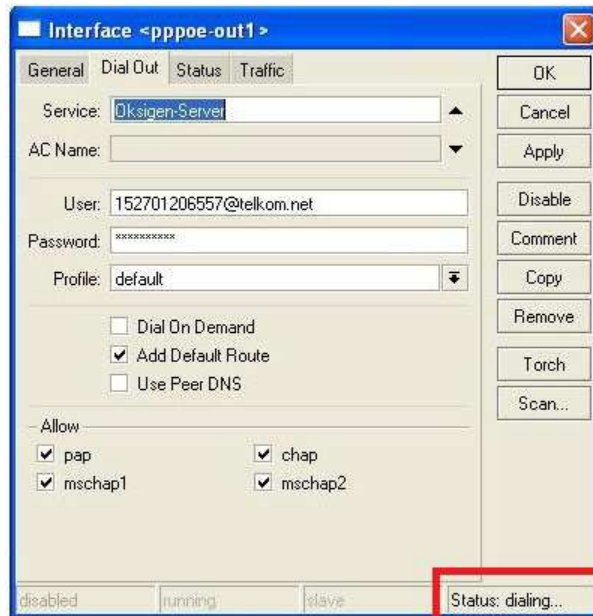 Interface <pppoe-out1>
General Dial Out Status Traffic
Service: Oksigen-Server
AC Name:
User: 152701206557@telkom.net
Password: **********
Profile: default
Dial On Demand
Add Default Route
Use Peer DNS
Allow
pap chap
mschap1 mschap2
OK
Cancel
Apply
Disable
Comment
Copy
Remove
Torch
Scan...
disabled running slave Status: dialing...